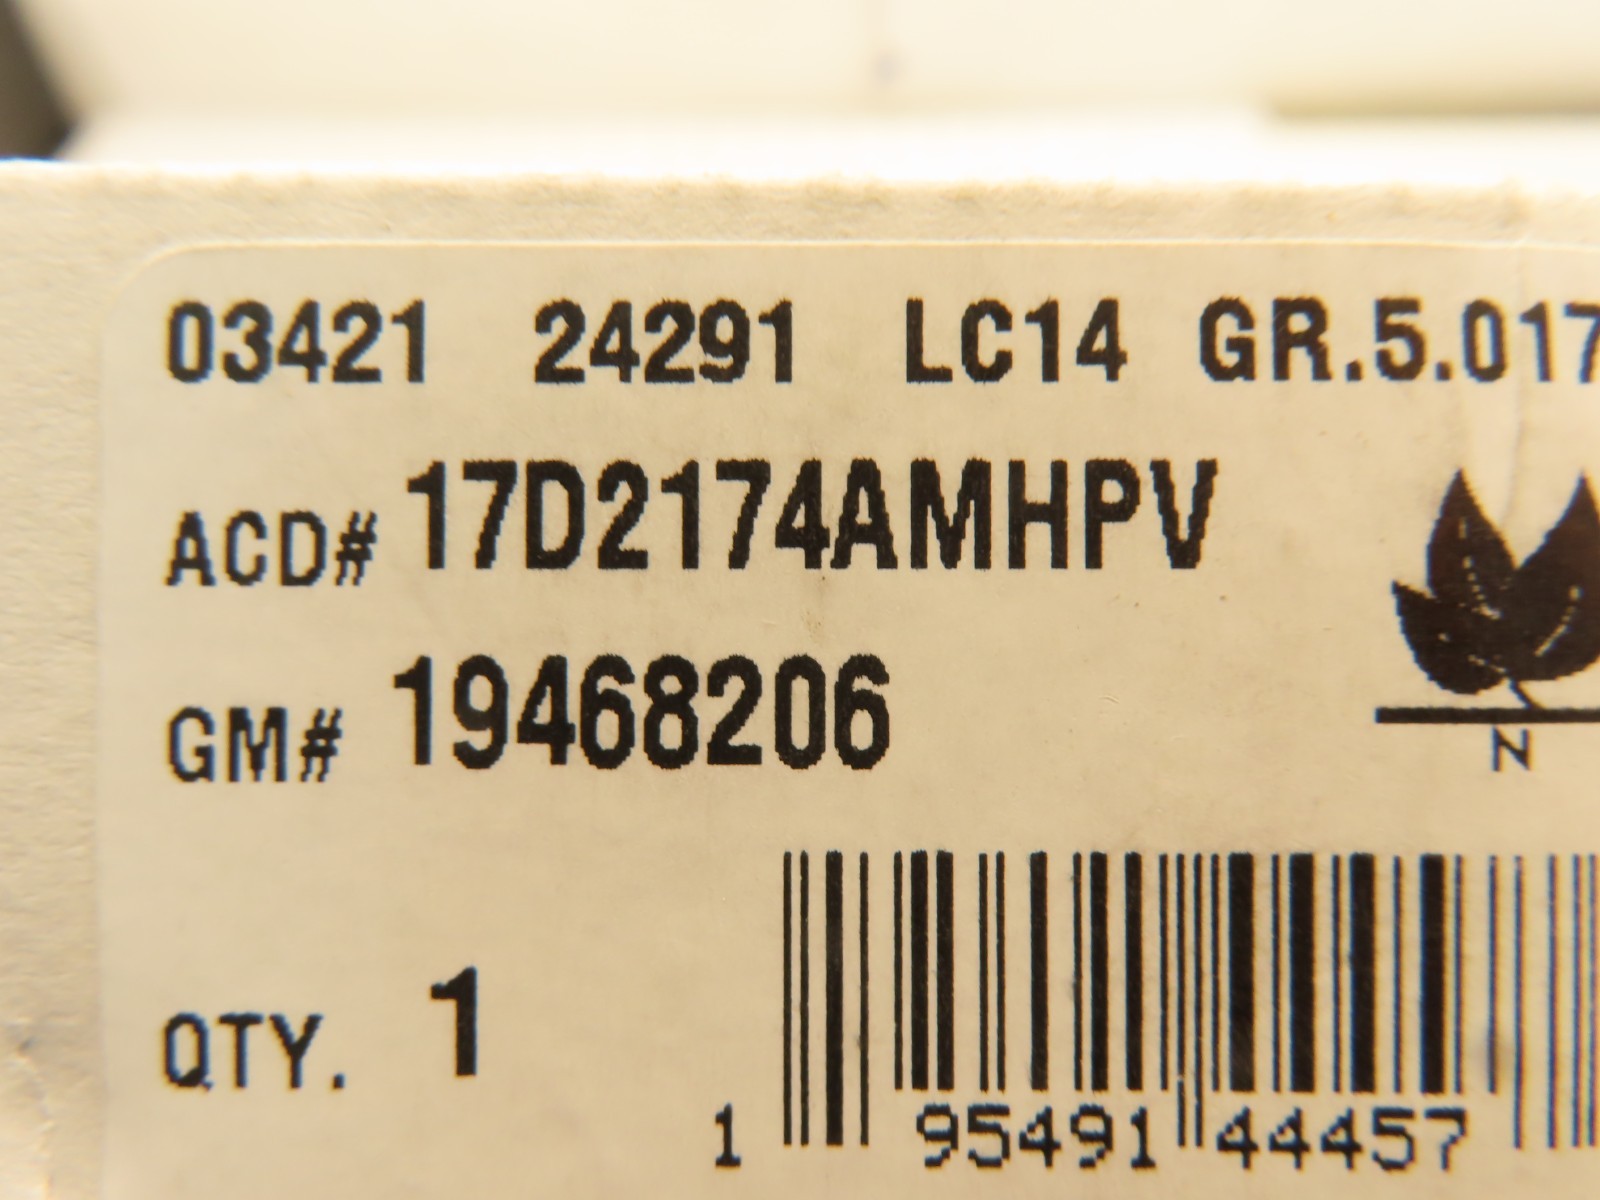 03421 24291 LC14 GR.5.017
ACD# 17D2174AMHPV
GM# 19468206
N
QTY. 1
1 95491 44457